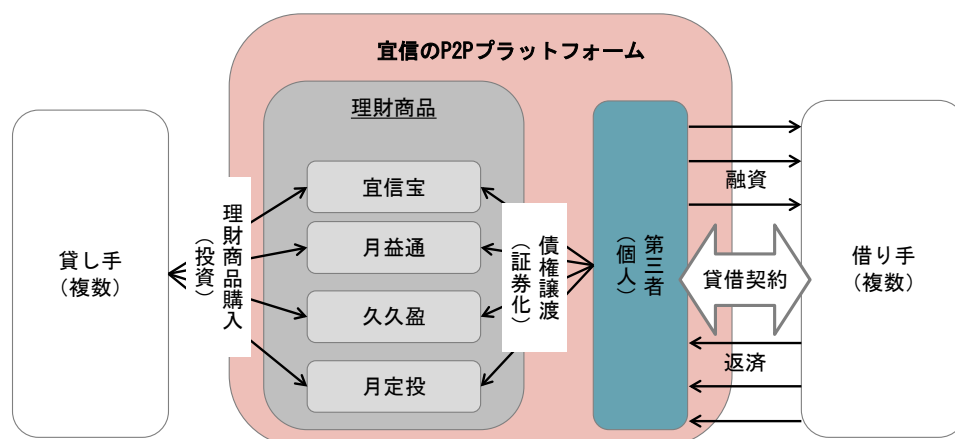 宜信のP2Pプラットフォーム
理財商品
宜信宝
月益通
久久盈
月定投
貸し手
（複数）
理財商品購入
（投資）
債権譲渡
（証券化）
第三者
（個人）
融資
貸借契約
返済
借り手
（複数）